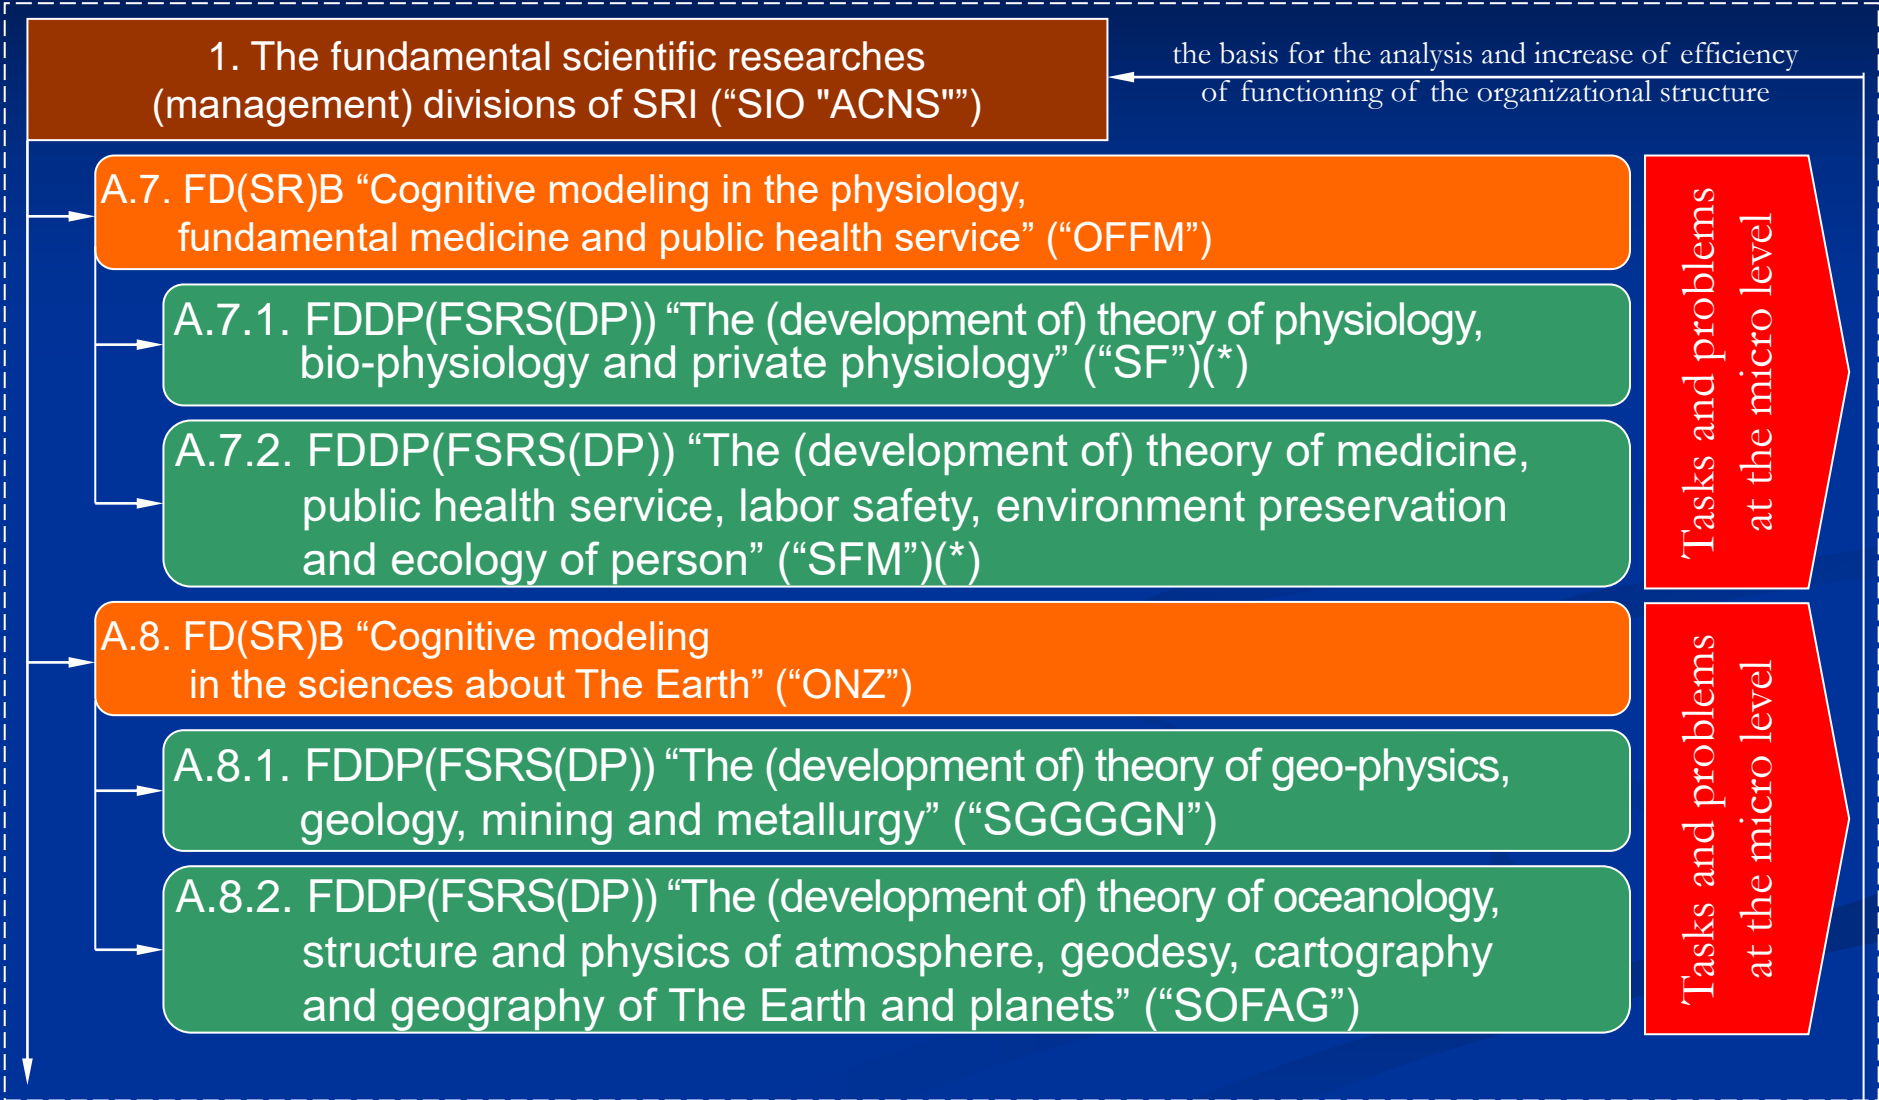 1. The fundamental scientific researches
(management) divisions of SRI (“SIO "ACNS"”)
the basis for the analysis and increase of efficiency
of functioning of the organizational structure
A.7. FD(SR)B “Cognitive modeling in the physiology,
fundamental medicine and public health service” (“OFFM”)
A.7.1. FDDP(FSRS(DP)) “The (development of) theory of physiology,
bio-physiology and private physiology” (“SF”)(*)
A.7.2. FDDP(FSRS(DP)) “The (development of) theory of medicine,
public health service, labor safety, environment preservation
and ecology of person” (“SFM”)(*)
Tasks and problems
at the micro level
A.8. FD(SR)B “Cognitive modeling
in the sciences about The Earth” (“ONZ”)
A.8.1. FDDP(FSRS(DP)) “The (development of) theory of geo-physics,
geology, mining and metallurgy” (“SGGGGN”)
A.8.2. FDDP(FSRS(DP)) “The (development of) theory of oceanology,
structure and physics of atmosphere, geodesy, cartography
and geography of The Earth and planets” (“SOFAG”)
Tasks and problems
at the micro level